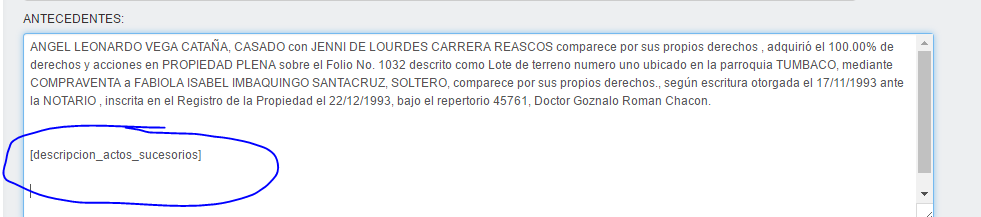 ANTECEDENTES:
ANGEL LEONARDO VEGA CATAÑA, CASADO con JENNI DE LOURDES CARRERA REASCOS comparece por sus propios derechos , adquirió el 100.00% de
derechos y acciones en PROPIEDAD PLENA sobre el Folio No. 1032 descrito como Lote de terreno numero uno ubicado en la parroquia TUMBACO, mediante
COMPRAVENTA a FABIOLA ISABEL IMBAQUINGO SANTACRUZ, SOLTERO, comparece por sus propios derechos., según escritura otorgada el 17/11/1993 ante
la NOTARIO , inscrita en el Registro de la Propiedad el 22/12/1993, bajo el repertorio 45761, Doctor Goznalo Roman Chacon.
[descripcion_actos_sucesorios]